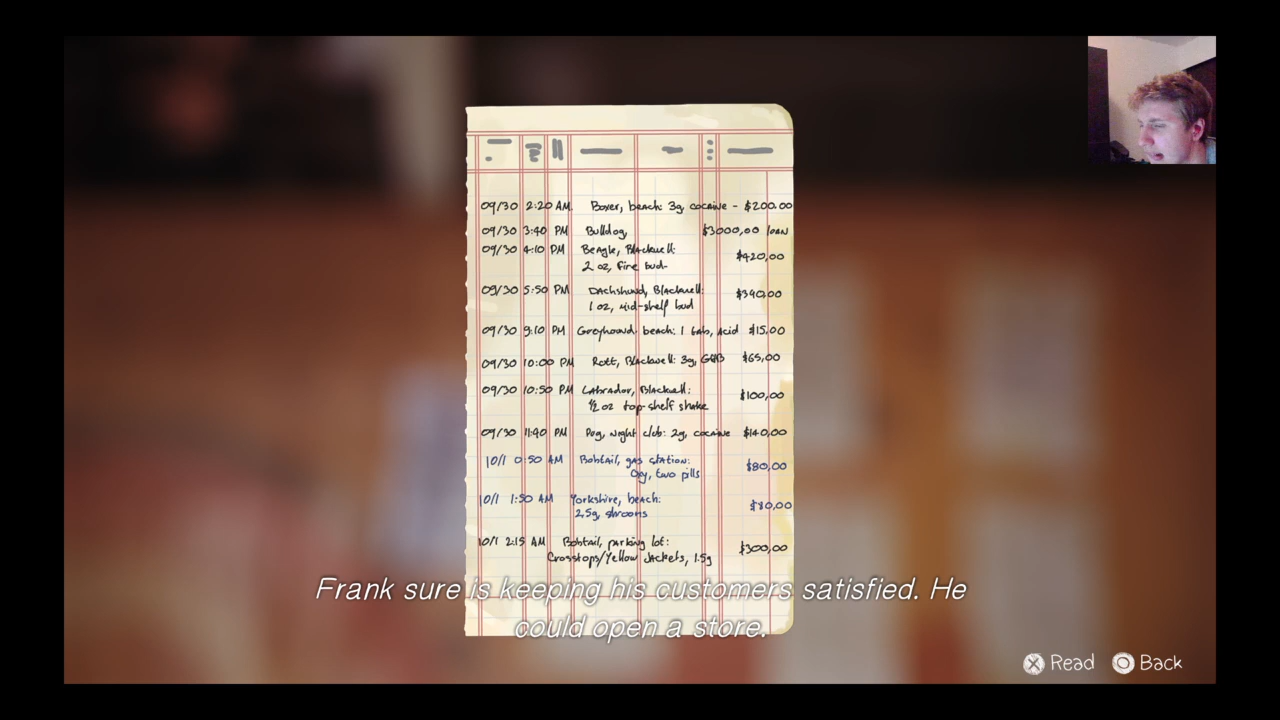 09/30 2:20 AM. Boxer, beach: 3g, cocaine - $200.00
09/30 3:40 PM Bulldog, $3000,00 loan
09/30 4:10 PM Beagle, Blackwell: $420,00
2 oz, fire bud-
09/30 5:50 PM Dachshund, Blackwell: $340,00
1 oz, mid-shelf bud
09/30 9:10 PM Greyhound, beach: 1 tab, acid $15.00
09/30 10:00 PM Rott, Blackwell: 3g, GHB $65,00
09/30 10:50 PM Labrador, Blackwell: $100,00
1/2 oz top-shelf shake
09/30 11:40 PM Pug, night club: 2g, cocaine $140,00
10/1 0:50 AM Bobtail, gas station: $80,00
Oxy, two pills
10/1 1:50 AM Yorkshire, beach:
2,5g, shrooms
10/1 2:15 AM Bobtail, parking lot: $300,00
Crosstops/Yellow Jackets, 1.5g
Frank sure is keeping his customers satisfied. He
could open a store.
Read Back